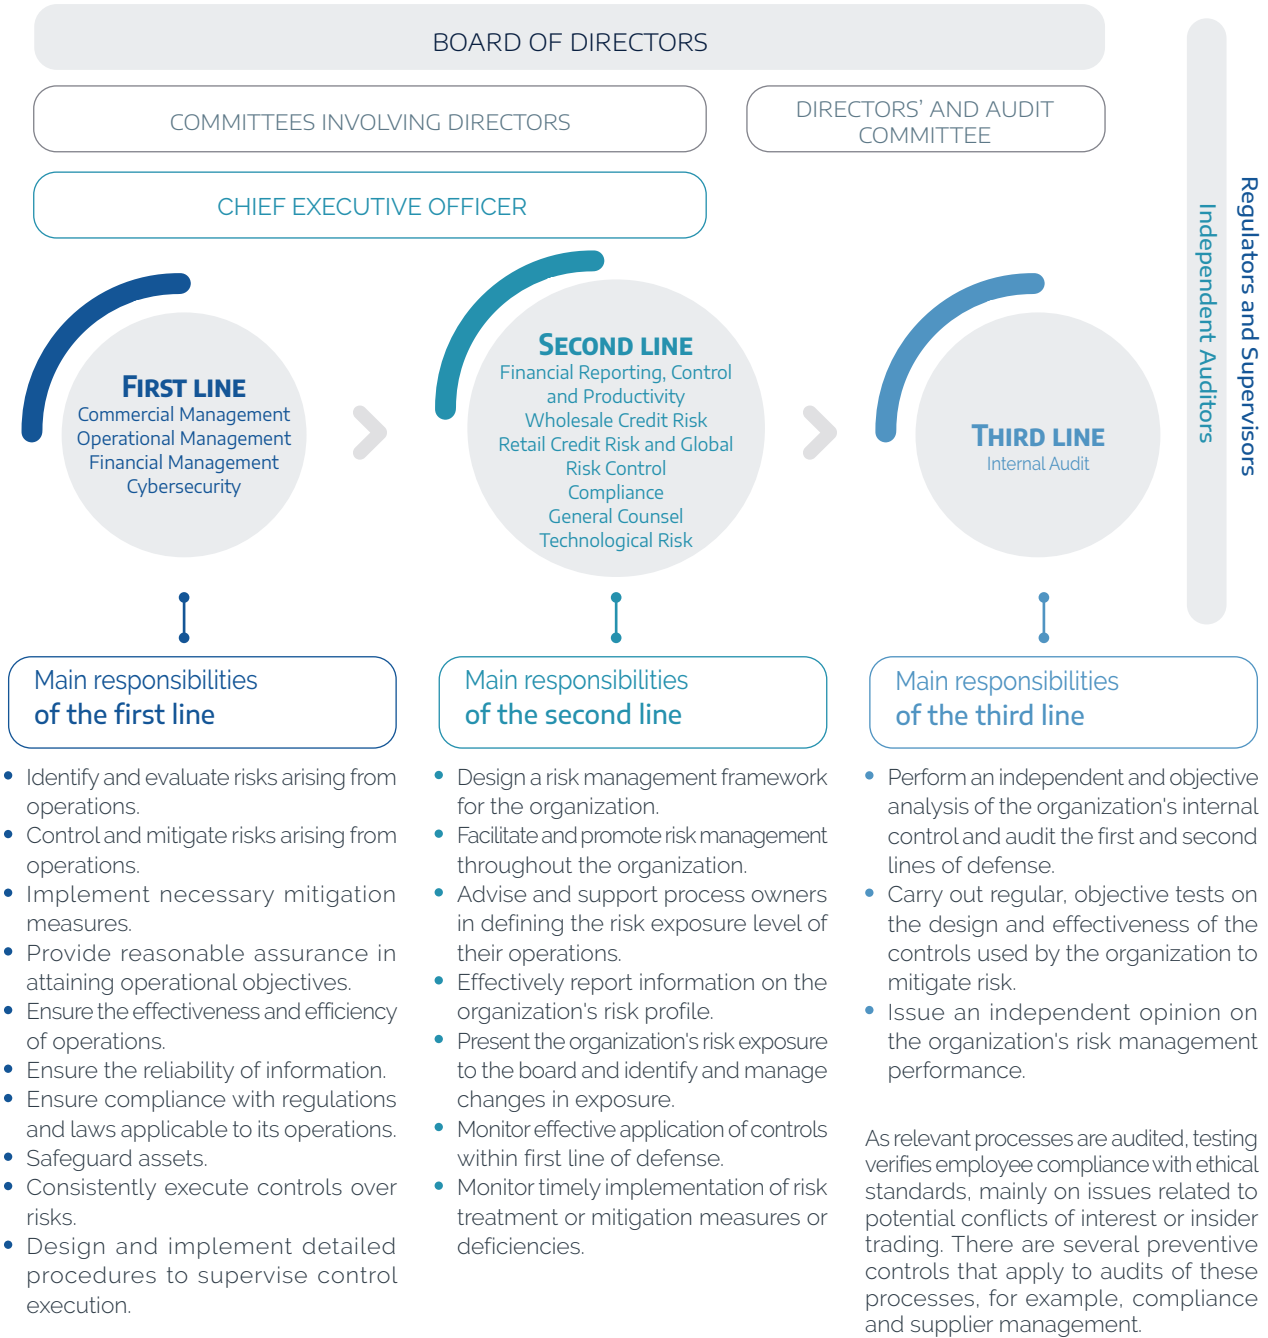 BOARD OF DIRECTORS
COMMITTEES INVOLVING DIRECTORS
DIRECTORS' AND AUDIT
COMMITTEE
CHIEF EXECUTIVE OFFICER
Independent Auditors
Regulators and Supervisors
FIRST LINE
Commercial Management
Operational Management
Financial Management
Cybersecurity
SECOND LINE
Financial Reporting, Control
and Productivity
Wholesale Credit Risk
Retail Credit Risk and Global
Risk Control
Compliance
General Counsel
Technological Risk
THIRD LINE
Internal Audit
Main responsibilities
of the first line
• Identify and evaluate risks arising from
operations.
• Control and mitigate risks arising from
operations.
• Implement necessary mitigation
measures.
• Provide reasonable assurance in
attaining operational objectives.
• Ensure the effectiveness and efficiency
of operations.
• Ensure the reliability of information.
• Ensure compliance with regulations
and laws applicable to its operations.
• Safeguard assets.
• Consistently execute controls over
risks.
• Design and implement detailed
procedures to supervise control
execution.
Main responsibilities
of the second line
• Design a risk management framework
for the organization.
• Facilitate and promote risk management
throughout the organization.
• Advise and support process owners
in defining the risk exposure level of
their operations.
• Effectively report information on the
organization's risk profile.
• Present the organization's risk exposure
to the board and identify and manage
changes in exposure.
• Monitor effective application of controls
within first line of defense.
• Monitor timely implementation of risk
treatment or mitigation measures or
deficiencies.
Main responsibilities
of the third line
• Perform an independent and objective
analysis of the organization's internal
control and audit the first and second
lines of defense.
• Carry out regular, objective tests on
the design and effectiveness of the
controls used by the organization to
mitigate risk.
• Issue an independent opinion on
the organization's risk management
performance.
As relevant processes are audited, testing
verifies employee compliance with ethical
standards, mainly on issues related to
potential conflicts of interest or insider
trading. There are several preventive
controls that apply to audits of these
processes, for example, compliance
and supplier management.